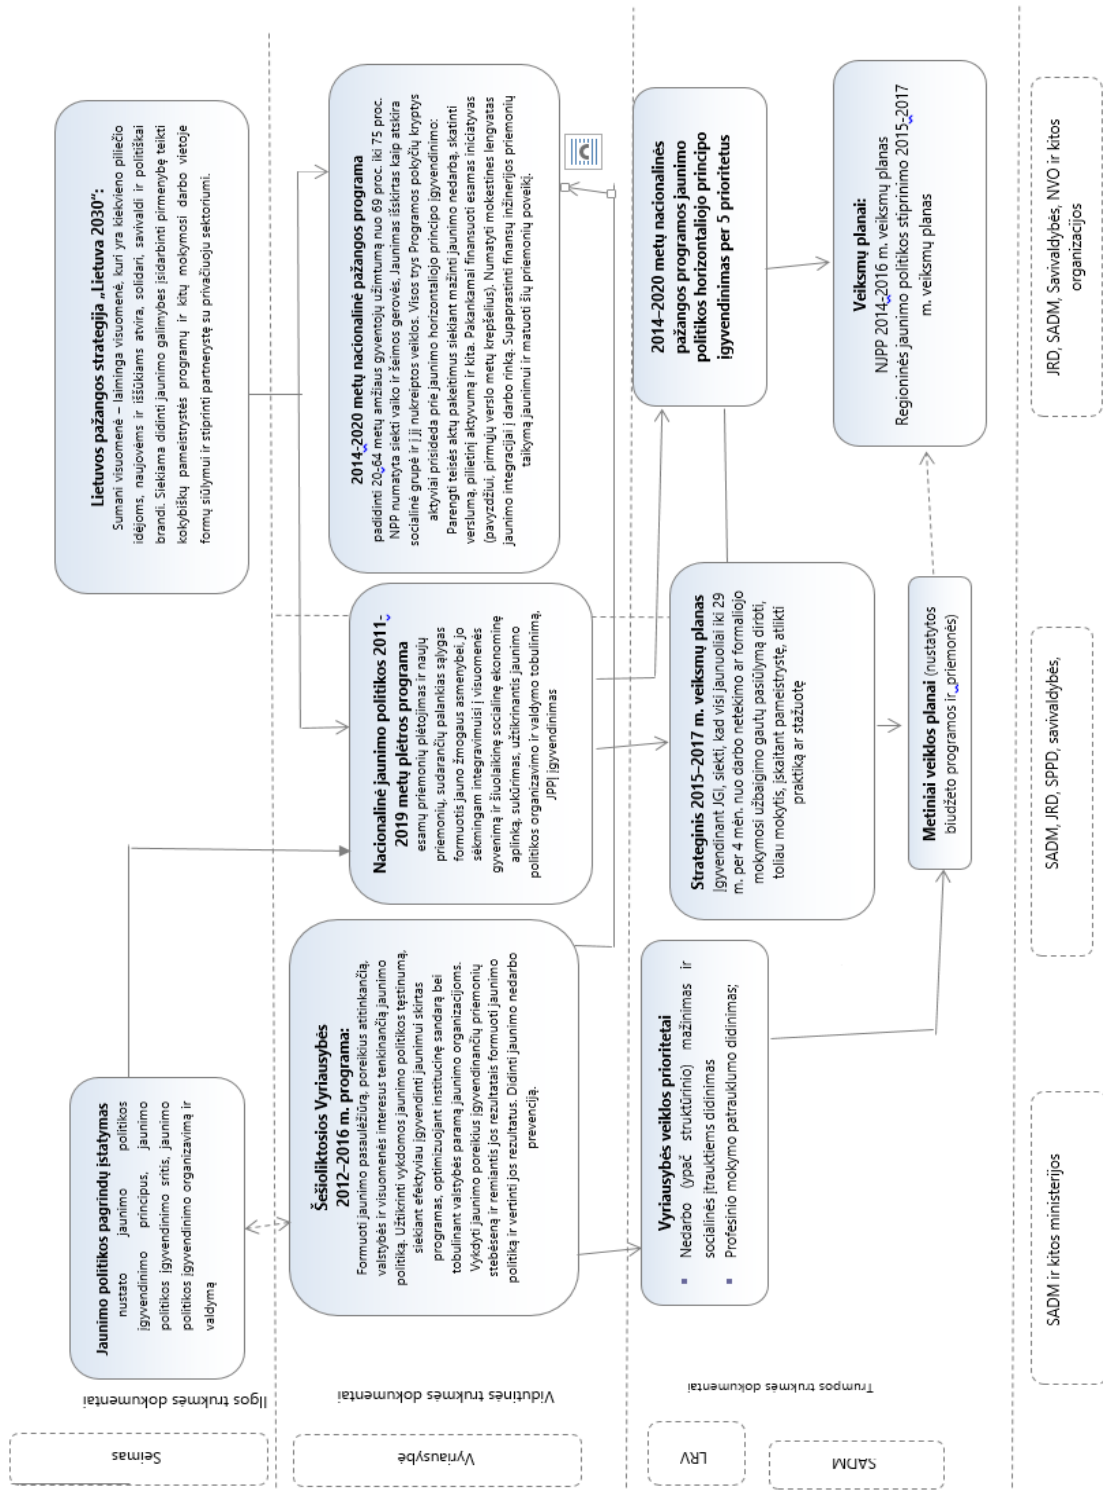 Seimas
Ilgos trukmės dokumentai
Jaunimo politikos pagrindų įstatymas
nustato jaunimo politikos
įgyvendinimo principus, jaunimo
politikos įgyvendinimo sritis, jaunimo
politikos įgyvendinimo organizavimą ir
valdymą
Lietuvos pažangos strategija „Lietuva 2030“:
Sumani visuomenė – laiminga visuomenė, kuri yra kiekvieno piliečio
idėjoms, naujovėms ir iššūkiams atvira, solidari, savivaldi ir politiškai
brandi. Siekiama didinti jaunimo galimybes įsidarbinti pirmenybę teikti
kokybiškų pameistrystės programų ir kitų mokymosi darbo vietoje
formų siūlymui ir stiprinti partnerystę su privačiuoju sektoriumi.
Vyriausybė
Vidutinės trukmės dokumentai
Šešioliktosios Vyriausybės
2012–2016 m. programa:
Formuoti jaunimo pasaulėžiūrą, poreikius atitinkančią,
valstybės ir visuomenės interesus tenkinančią jaunimo
politiką. Užtikrinti vykdomos jaunimo politikos tęstinumą,
siekiant efektyviau įgyvendinti jaunimui skirtas
programas, optimizuojant institucinę sandarą bei
tobulinant valstybės paramą jaunimo organizacijoms.
Vykdyti jaunimo poreikius įgyvendinančių priemonių
stebėseną ir remiantis jos rezultatais formuoti jaunimo
politiką ir vertinti jos rezultatus. Didinti jaunimo nedarbo
prevenciją.
Nacionalinė jaunimo politikos 2011-
2019 metų plėtros programa
esamų priemonių plėtojimas ir naujų
priemonių, sudarančių palankias sąlygas
formuotis jauno žmogaus asmenybei, jo
sėkmingam integravimuisi į visuomenės
gyvenimą ir šiuolaikinę socialinę ekonominę
aplinką, sukūrimas, užtikrinantis jaunimo
politikos organizavimo ir valdymo tobulinimą,
JPPĮ įgyvendinimas
2014-2020 metų nacionalinė pažangos programa
padidinti 20-64 metų amžiaus gyventojų užimtumą nuo 69 proc. iki 75 proc.
NPP numatyta siekti vaiko ir šeimos gerovės, Jaunimas išskirtas kaip atskira
socialinė grupė ir į jį nukreiptos veiklos. Visos trys Programos pokyčių kryptys
aktyviai prisideda prie jaunimo horizontaliojo principo įgyvendinimo:
Parengti teisės aktų pakeitimus siekiant mažinti jaunimo nedarbą, skatinti
verslumą, pilietinį aktyvumą ir kita. Pakankamai finansuoti esamas iniciatyvas
(pavyzdžiui, pirmųjų verslo metų krepšelius). Numatyti mokestines lengvatas
jaunimo integracijai į darbo rinką. Supaprastinti finansų inžinerijos priemonių
taikymą jaunimui ir matuoti šių priemonių poveikį.
LRV
SADM
Trumpos trukmės dokumentai
Vyriausybės veiklos prioritetai
▪ Nedarbo (ypač struktūrinio) mažinimas ir
socialinės įtrauktiems didinimas
▪ Profesinio mokymo patrauklumo didinimas;
Strateginis 2015–2017 m. veiksmų planas
Įgyvendinant JGI, siekti, kad visi jaunuoliai iki 29
m. per 4 mėn. nuo darbo netekimo ar formaliojo
mokymosi užbaigimo gautų pasiūlymą dirbti,
toliau mokytis, įskaitant pameistrystę, atlikti
praktiką ar stažuotę
2014–2020 metų nacionalinės
pažangos programos jaunimo
politikos horizontaliojo principo
įgyvendinimas per 5 prioritetus
Metiniai veiklos planai (nustatytos
biudžeto programos ir priemonės)
Veiksmų planai:
NJPP 2014-2016 m. veiksmų planas
Regioninės jaunimo politikos stiprinimo 2015-2017
m. veiksmų planas
SADM ir kitos ministerijos
SADM, JRD, SPPD, savivaldybės,
JRD, SADM, Savivaldybės, NVO ir kitos
organizacijos